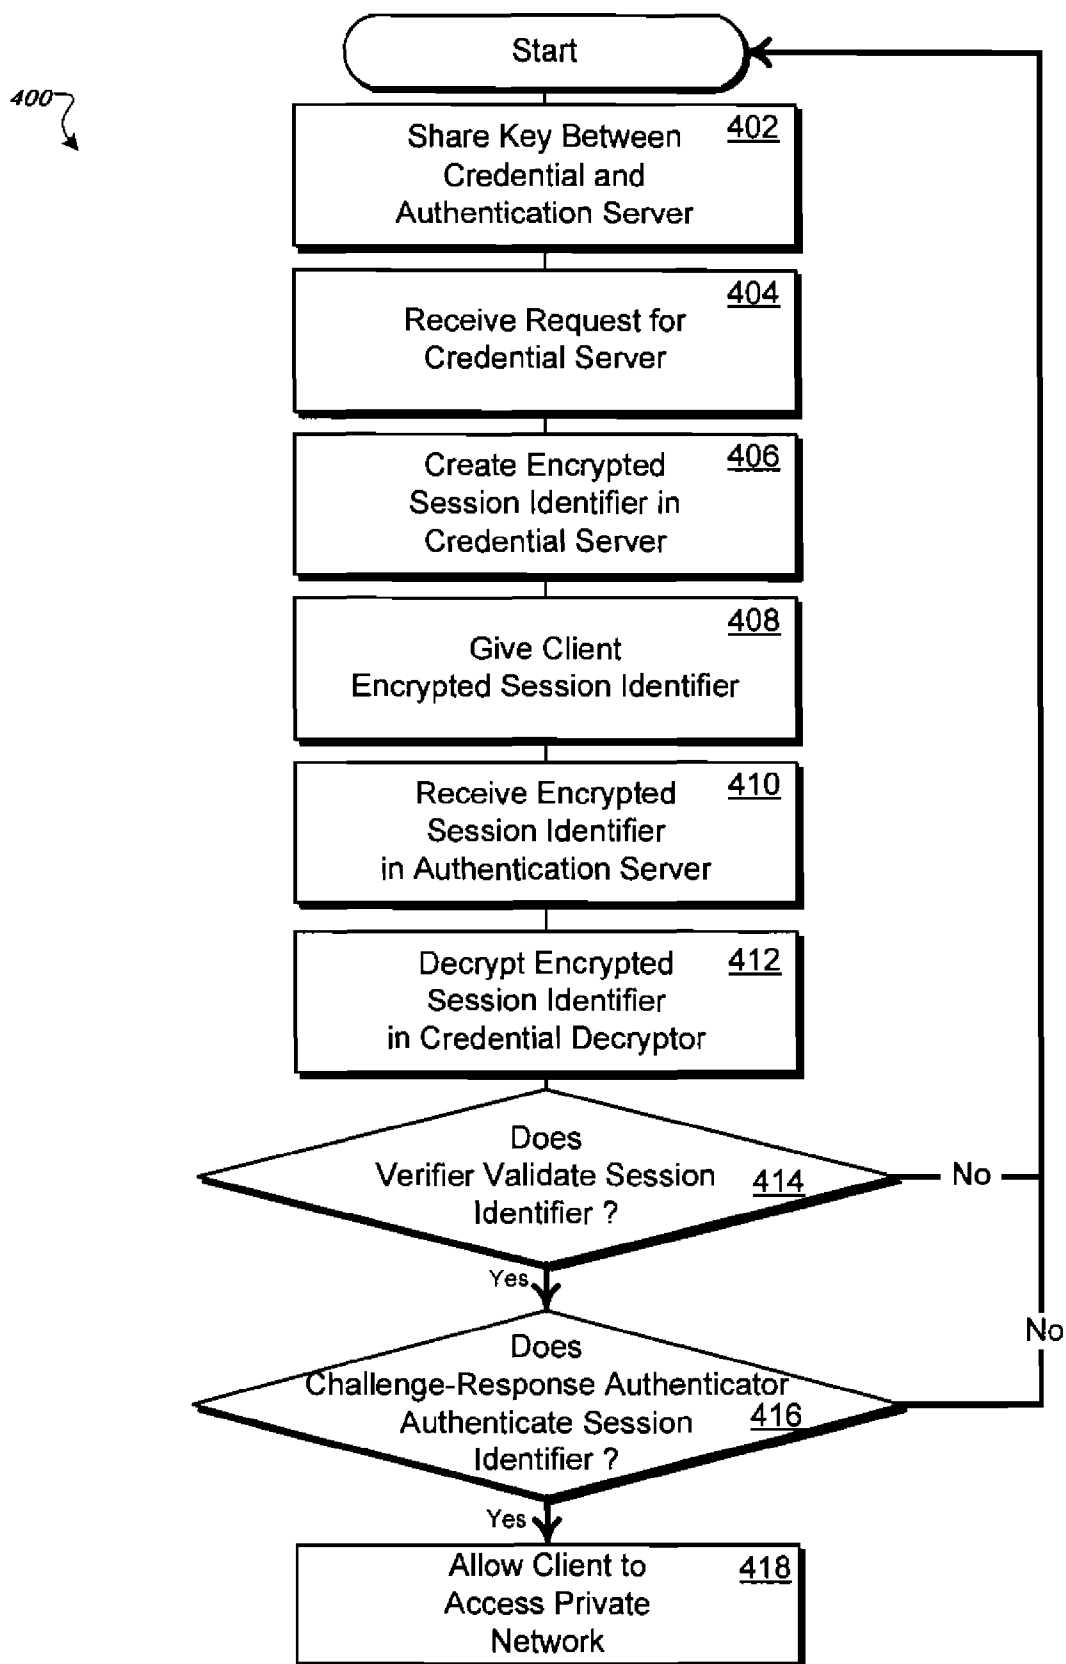 Start
400
402
Share Key Between
Credential and
Authentication Server
404
Receive Request for
Credential Server
406
Create Encrypted
Session Identifier in
Credential Server
408
Give Client
Encrypted Session Identifier
410
Receive Encrypted
Session Identifier
in Authentication Server
412
Decrypt Encrypted
Session Identifier
in Credential Decryptor
Does
Verifier Validate Session
Identifier ?
414
No
Yes
Does
Challenge-Response Authenticator
Authenticate Session
Identifier ?
416
No
Yes
418
Allow Client to
Access Private
Network